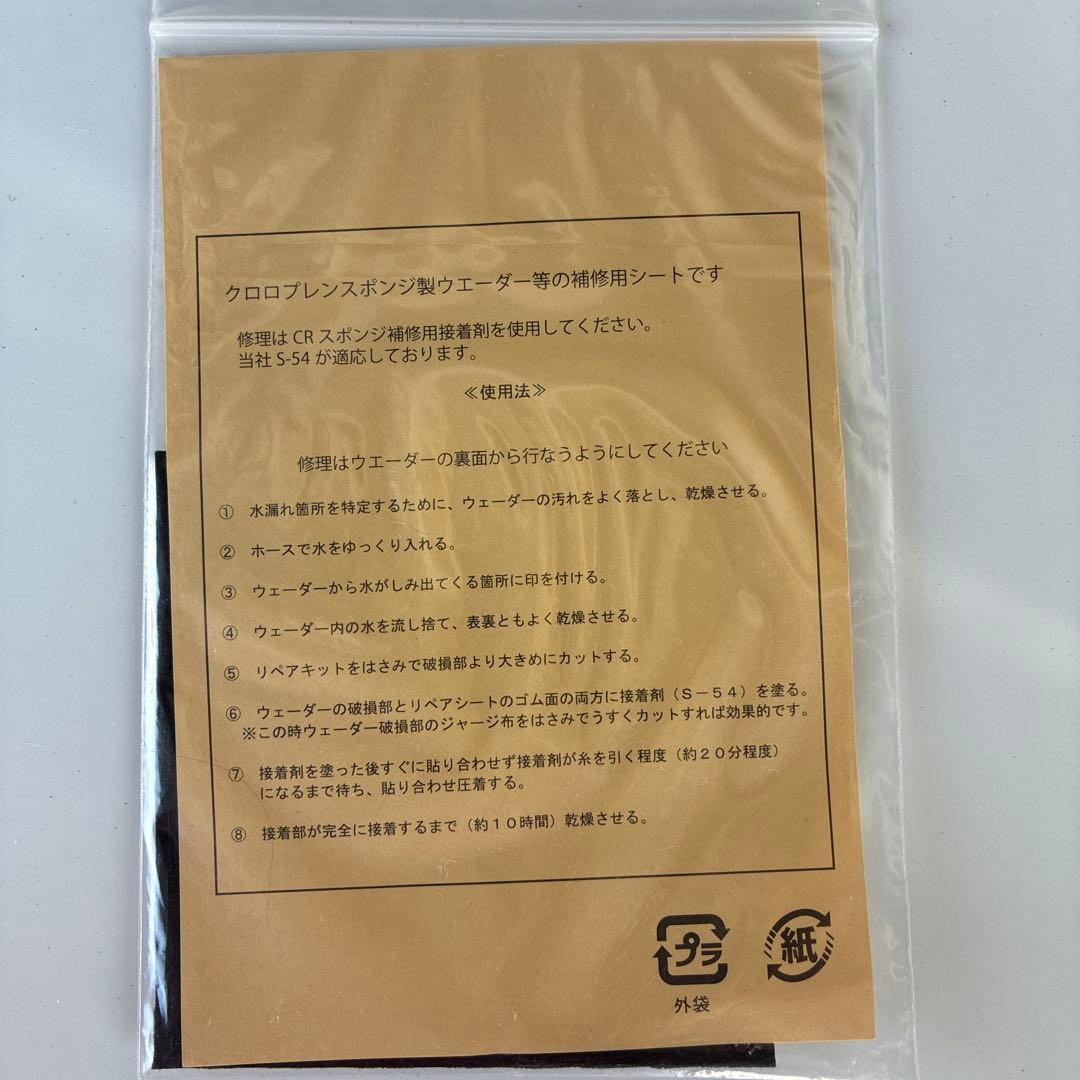 クロロプレンスポンジ製ウエーダー等の補修用シートです
修理は CR スポンジ補修用接着剤を使用してください。
当社 S-54 が適応しております。
≪使用法≫
修理はウエーダーの裏面から行なうようにしてください
① 水漏れ箇所を特定するために、ウェーダーの汚れをよく落とし、乾燥させる。
② ホースで水をゆっくり入れる。
③ ウェーダーから水がしみ出てくる箇所に印を付ける。
④ ウェーダー内の水を流し捨て、表裏ともよく乾燥させる。
⑤ リペアキットをはさみで破損部より大きめにカットする。
⑥ ウェーダーの破損部とリペアシートのゴム面の両方に接着剤（Ｓ－５４）を塗る。
※この時ウェーダー破損部のジャージ布をはさみでうすくカットすれば効果的です。
⑦ 接着剤を塗った後すぐに貼り合わせず接着剤が糸を引く程度（約２０分程度）
になるまで待ち、貼り合わせ圧着する。
⑧ 接着部が完全に接着するまで（約１０時間）乾燥させる。
プラ 紙
外袋